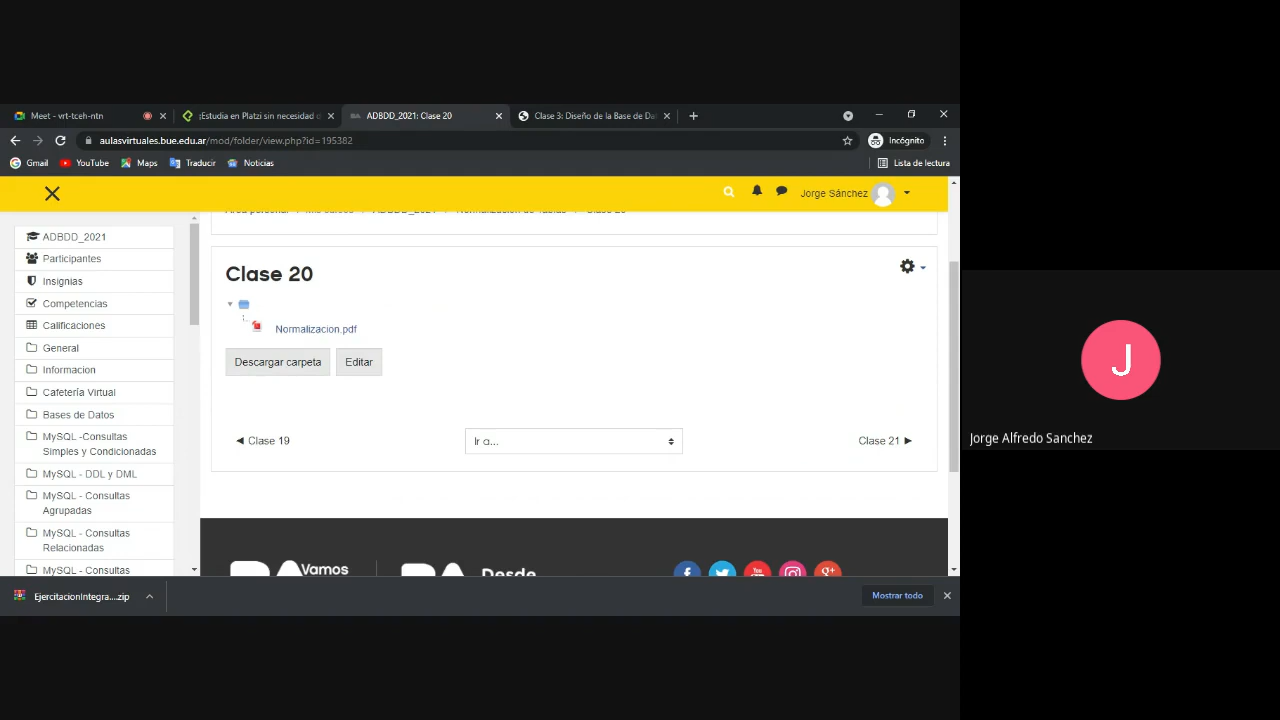 Meet - vrt-tceh-ntn
¡Estudia en Platzi sin necesidad d
ADBDD_2021: Clase 20
Clase 3: Diseño de la Base de Dat
aulasvirtuales.bue.edu.ar/mod/folder/view.php?id=195382
Incógnito
Gmail
YouTube
Maps
Traducir
Noticias
Lista de lectura
Jorge Sánchez
ADBDD_2021
Participantes
Insignias
Competencias
Calificaciones
General
Informacion
Cafetería Virtual
Bases de Datos
MySQL -Consultas
Simples y Condicionadas
MySQL - DDL y DML
MySQL - Consultas
Agrupadas
MySQL - Consultas
Relacionadas
MySQL - Consultas
Clase 20
Normalizacion.pdf
Descargar carpeta
Editar
◀ Clase 19
Ir a...
Clase 21 ▶
Vamos
Desde
EjercitacionIntegra....zip
Mostrar todo
J
Jorge Alfredo Sanchez